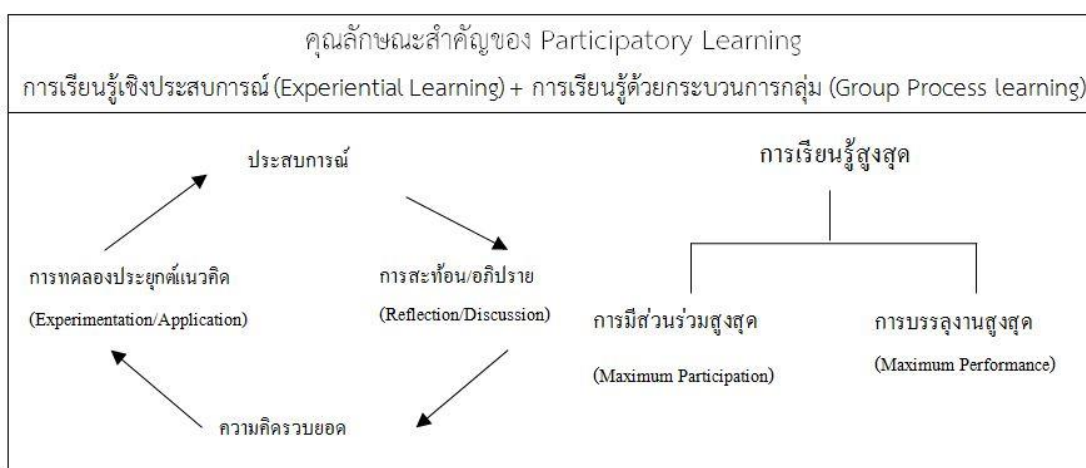 คุณลักษณะสำคัญของ Participatory Learning
การเรียนรู้เชิงประสบการณ์ (Experiential Learning) + การเรียนรู้ด้วยกระบวนการกลุ่ม (Group Process learning)
ประสบการณ์
การสะท้อน/อภิปราย
(Reflection/Discussion)
ความคิดรวบยอด
การทดลองประยุกต์แนวคิด
(Experimentation/Application)
การเรียนรู้สูงสุด
การมีส่วนร่วมสูงสุด
(Maximum Participation)
การบรรลุงานสูงสุด
(Maximum Performance)